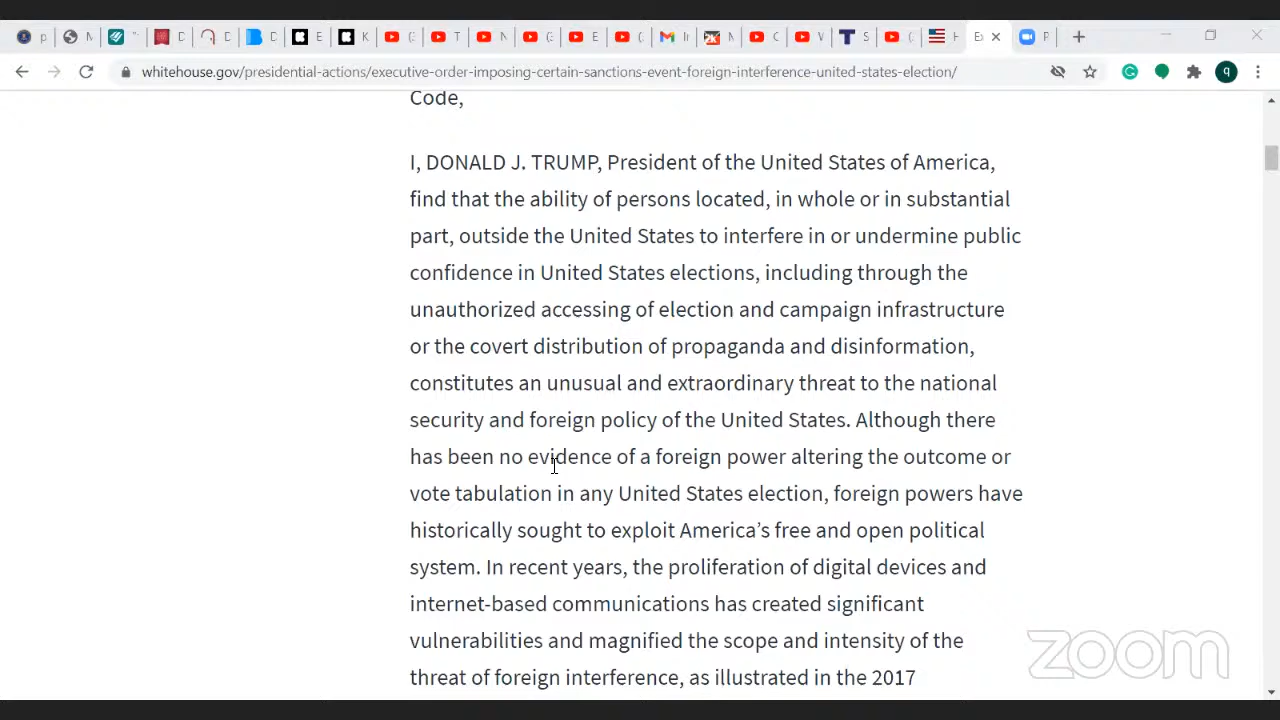 p
N
D
D
E
K
(
T
N
(
E
(
Ir
N
C
V
T
S
(
H
E
P
whitehouse.gov/presidential-actions/executive-order-imposing-certain-sanctions-event-foreign-interference-united-states-election/
q
Code,
I, DONALD J. TRUMP, President of the United States of America,
find that the ability of persons located, in whole or in substantial
part, outside the United States to interfere in or undermine public
confidence in United States elections, including through the
unauthorized accessing of election and campaign infrastructure
or the covert distribution of propaganda and disinformation,
constitutes an unusual and extraordinary threat to the national
security and foreign policy of the United States. Although there
has been no evidence of a foreign power altering the outcome or
vote tabulation in any United States election, foreign powers have
historically sought to exploit America’s free and open political
system. In recent years, the proliferation of digital devices and
internet-based communications has created significant
vulnerabilities and magnified the scope and intensity of the
threat of foreign interference, as illustrated in the 2017
zoom